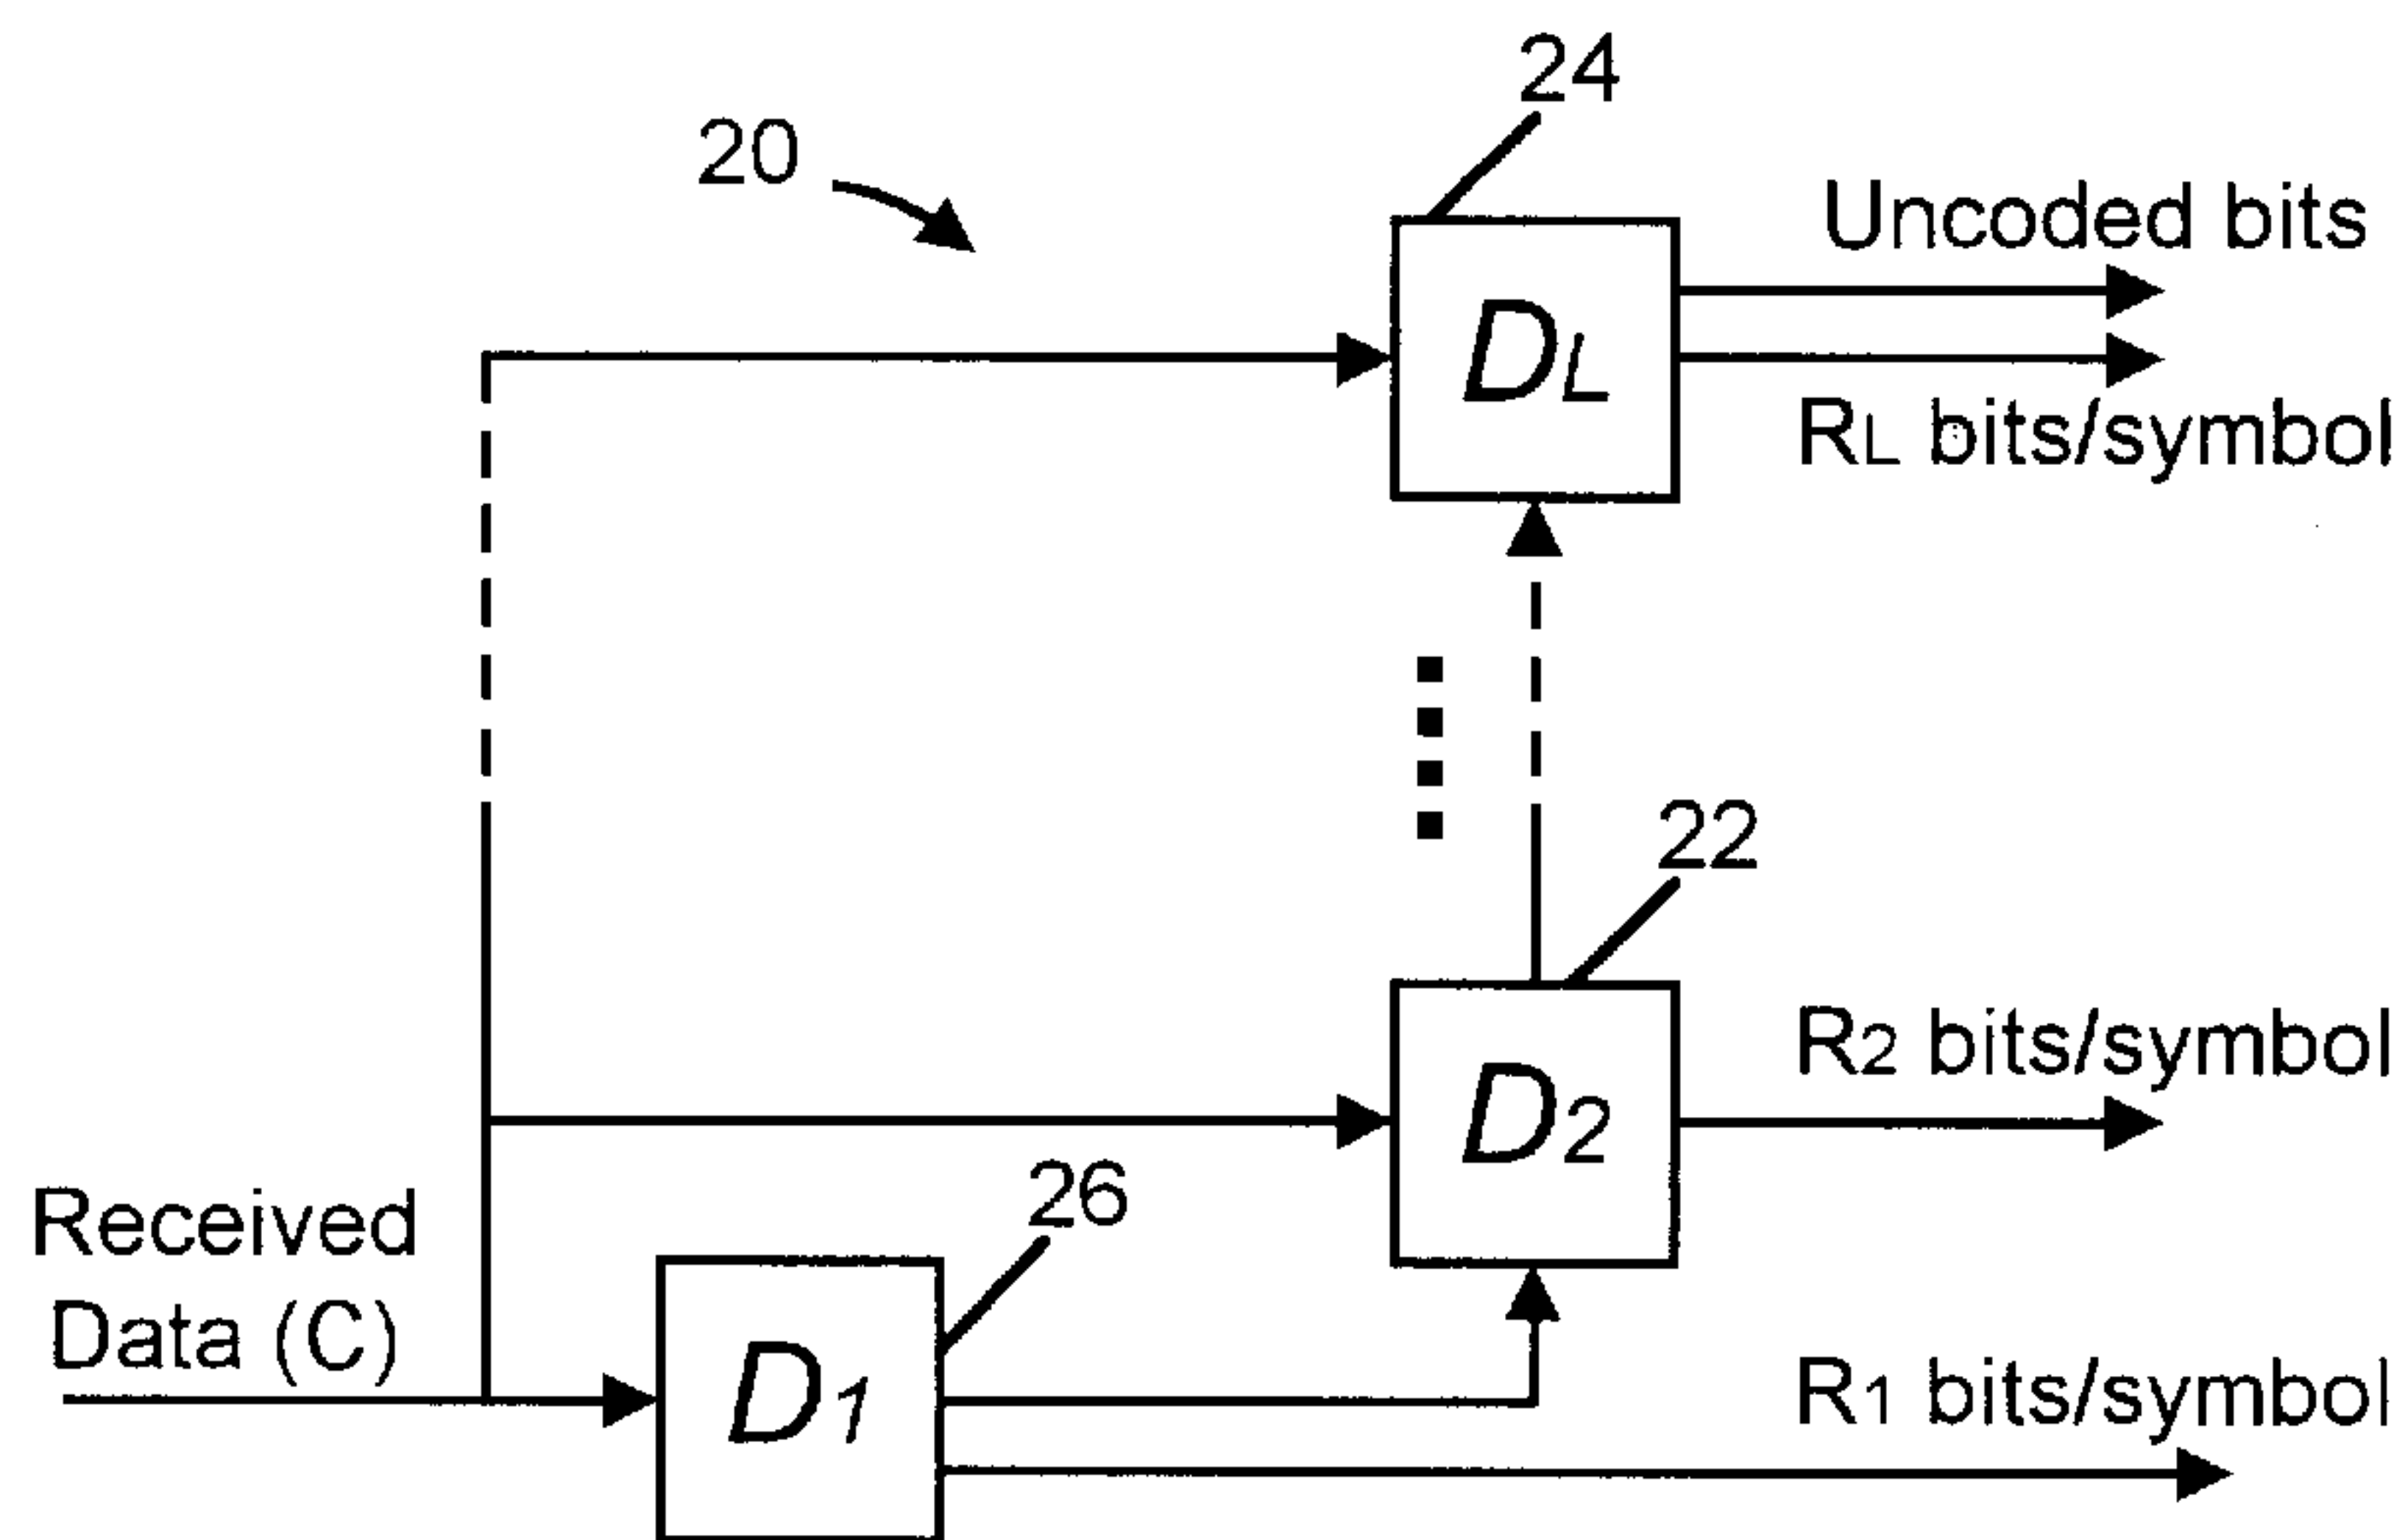 24
20
Uncoded bits
DL
RL bits/symbol
22
R2 bits/symbol
D2
26
Received
Data (C)
D1
R1 bits/symbol